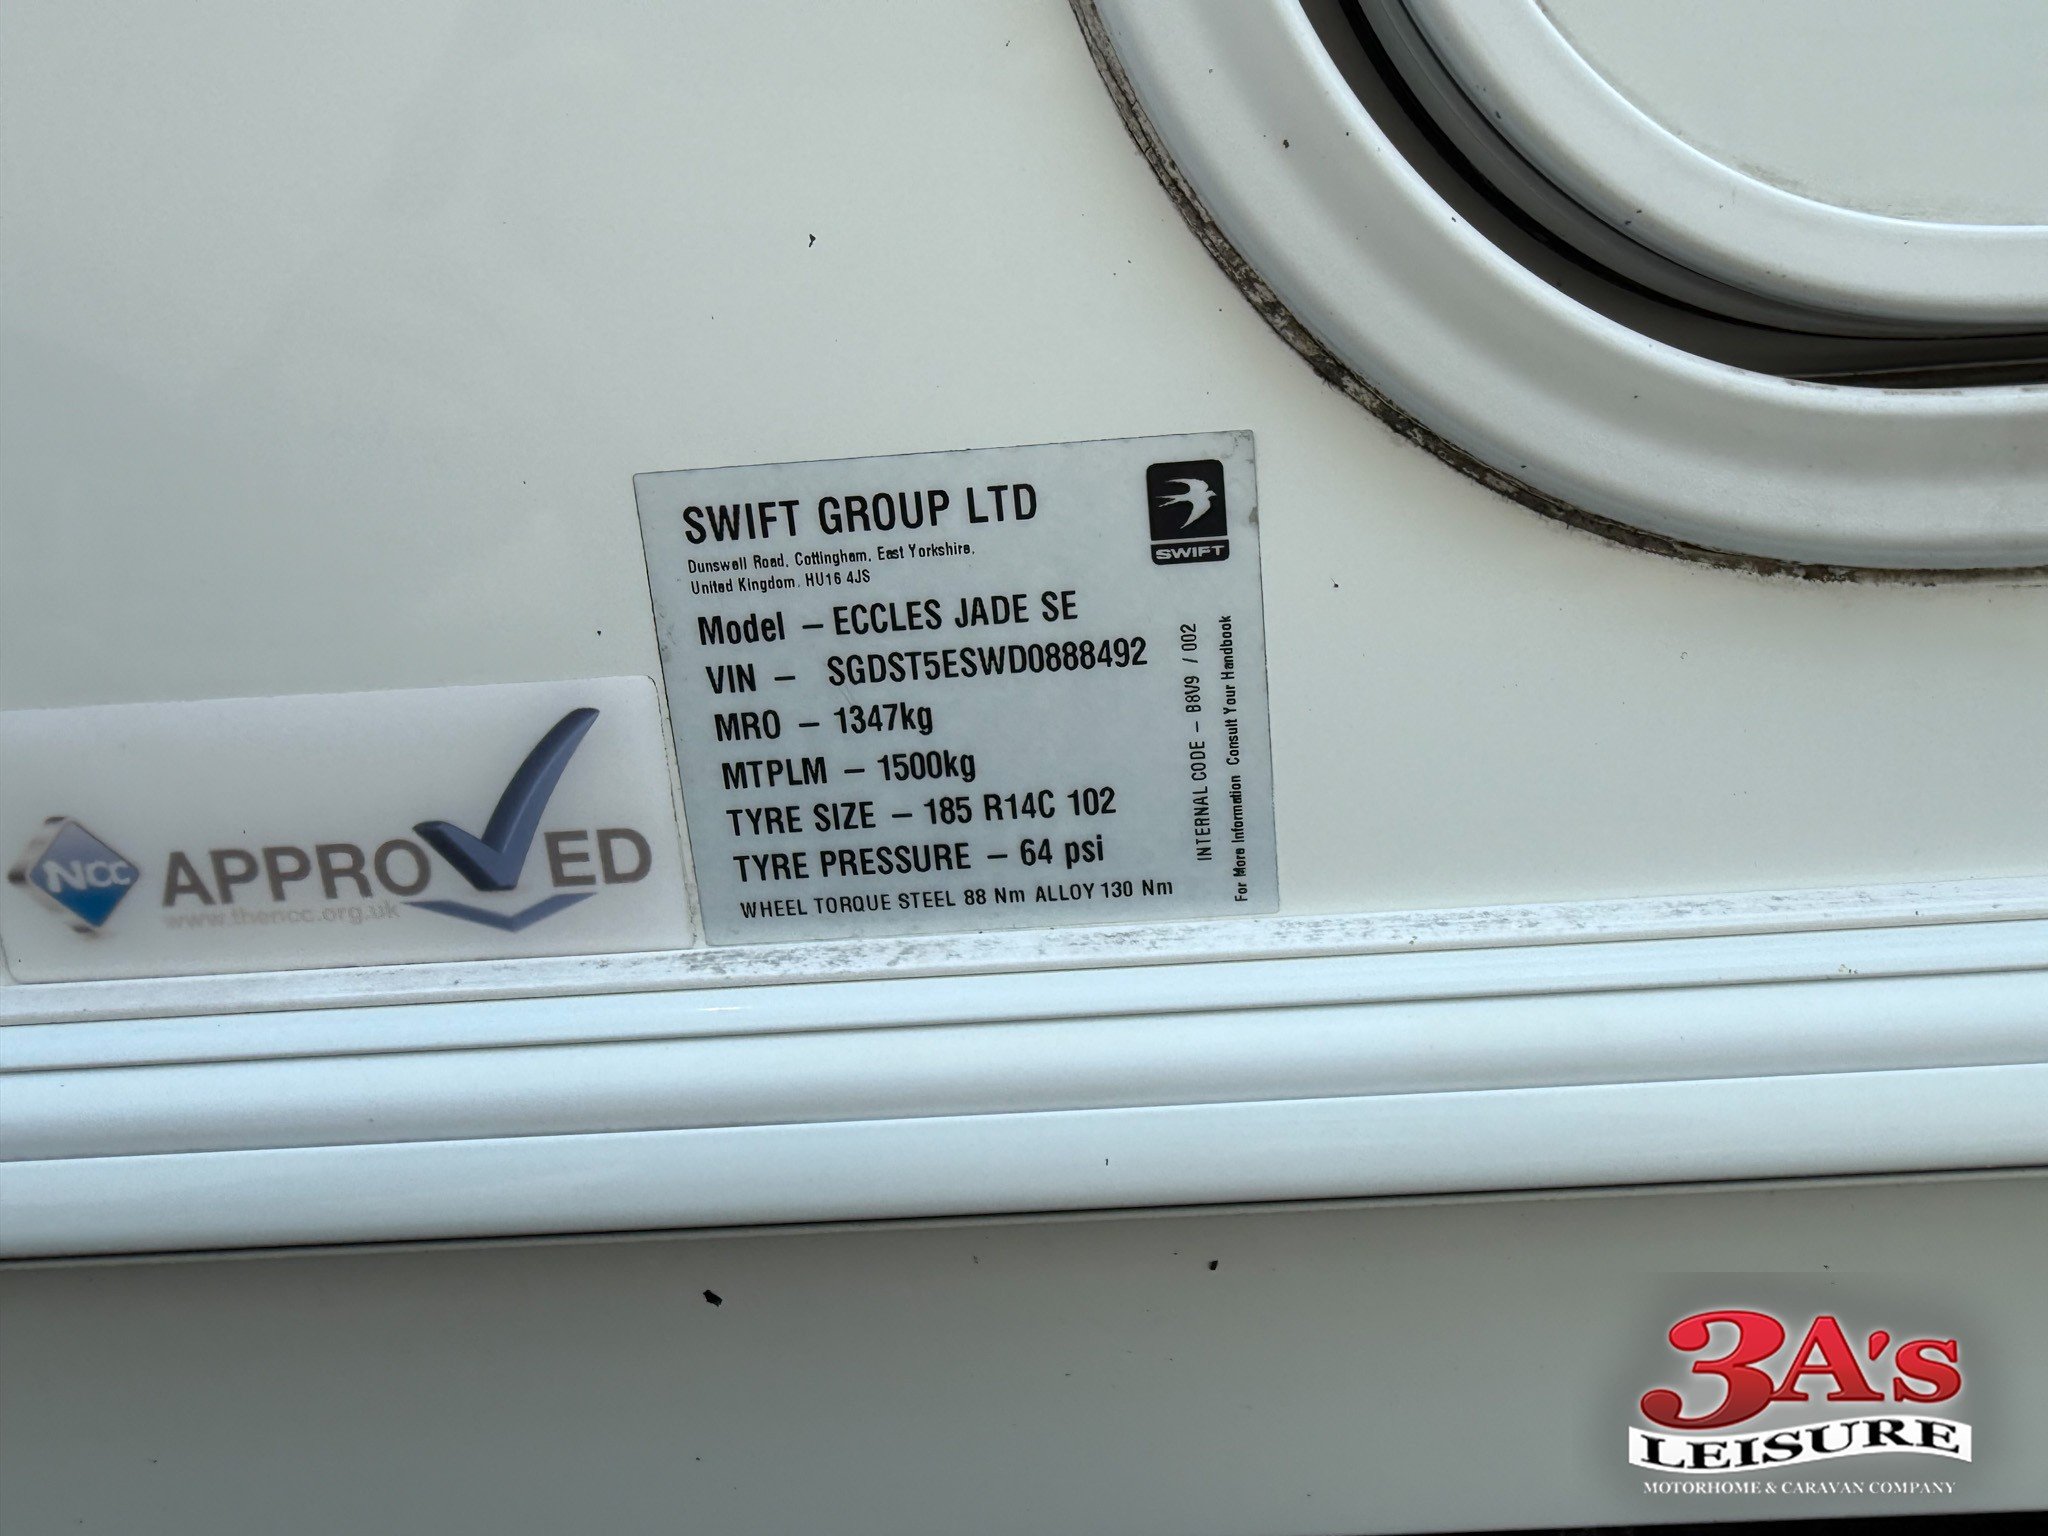 SWIFT GROUP LTD
Dunswell Road, Cottingham, East Yorkshire,
United Kingdom, HU16 4JS
SWIFT
Model – ECCLES JADE SE
VIN – SGDST5ESWD0888492
MRO – 1347kg
MTPLM – 1500kg
TYRE SIZE – 185 R14C 102
TYRE PRESSURE – 64 psi
WHEEL TORQUE STEEL 88 Nm ALLOY 130 Nm
INTERNAL CODE – B8V9 / 002
For More Information Consult Your Handbook
NCC APPROVED
www.thencc.org.uk
3A's
LEISURE
MOTORHOME & CARAVAN COMPANY